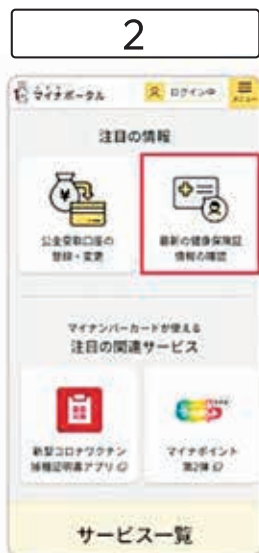 2
マイナポータル
ログイン中
メニュー
注目の情報
公金受取口座の
登録・変更
最新の健康保険証
情報の確認
マイナンバーカードが使える
注目の関連サービス
新型コロナワクチン
接種証明書アプリ
マイナポイント
第2弾
サービス一覧